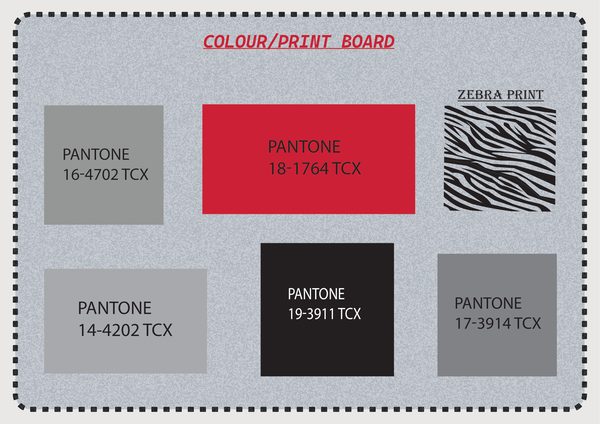 COLOUR/PRINT BOARD
ZEBRA PRINT
PANTONE
16-4702 TCX
PANTONE
18-1764 TCX
PANTONE
14-4202 TCX
PANTONE
19-3911 TCX
PANTONE
17-3914 TCX